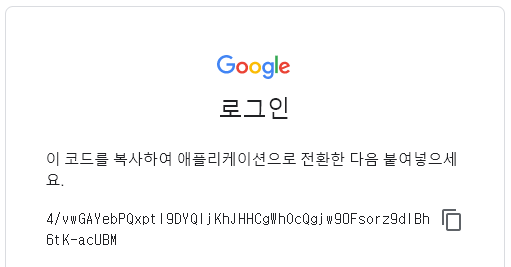 Google
로그인
이 코드를 복사하여 애플리케이션으로 전환한 다음 붙여넣으세
요.
4/vwGAYebPQxptI9DYQIjKhJHHCgWhOcQgjw9OFsorz9dIBh
6tK-acUBM